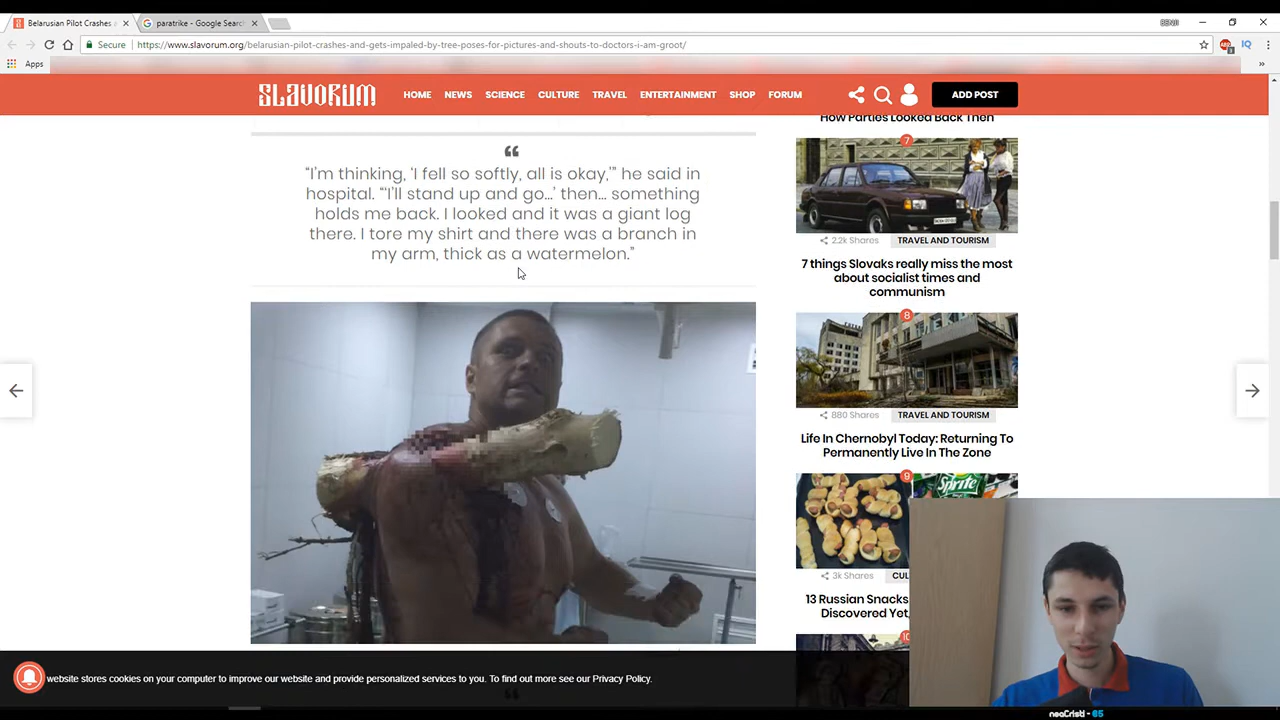 Belarusian Pilot Crashes
paratrike - Google Search
Secure
https://www.slavorum.org/belarusian-pilot-crashes-and-gets-impaled-by-tree-poses-for-pictures-and-shouts-to-doctors-i-am-groot/
Apps
SLAVORUM
HOME NEWS SCIENCE CULTURE TRAVEL ENTERTAINMENT SHOP FORUM
ADD POST
“
“I’m thinking, ‘I fell so softly, all is okay,’” he said in
hospital. “‘I’ll stand up and go…’ then… something
holds me back. I looked and it was a giant log
there. I tore my shirt and there was a branch in
my arm, thick as a watermelon.”
How Parties Looked Back Then
7
2.2k Shares TRAVEL AND TOURISM
7 things Slovaks really miss the most
about socialist times and
communism
8
880 Shares TRAVEL AND TOURISM
Life In Chernobyl Today: Returning To
Permanently Live In The Zone
9
Sprite
3k Shares CUL
13 Russian Snacks
Discovered Yet,
10
website stores cookies on your computer to improve our website and provide personalized services to you. To find out more see our Privacy Policy.
neaCristi - 65